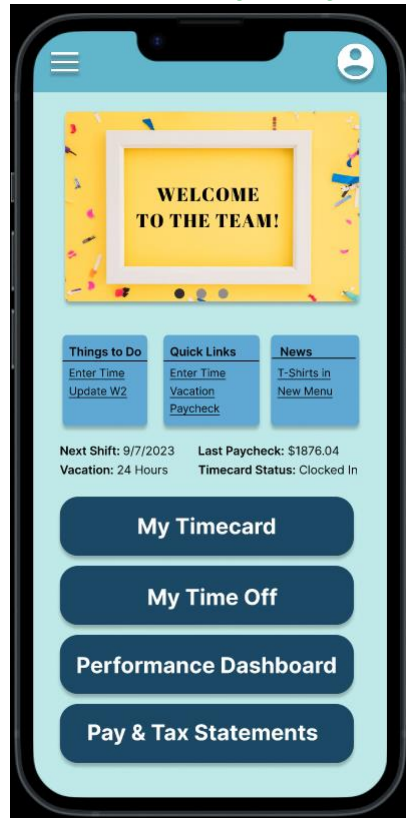 WELCOME
TO THE TEAM!
Things to Do
Enter Time
Update W2
Quick Links
Enter Time
Vacation
Paycheck
News
T-Shirts in
New Menu
Next Shift: 9/7/2023 Last Paycheck: $1876.04
Vacation: 24 Hours Timecard Status: Clocked In
My Timecard
My Time Off
Performance Dashboard
Pay & Tax Statements